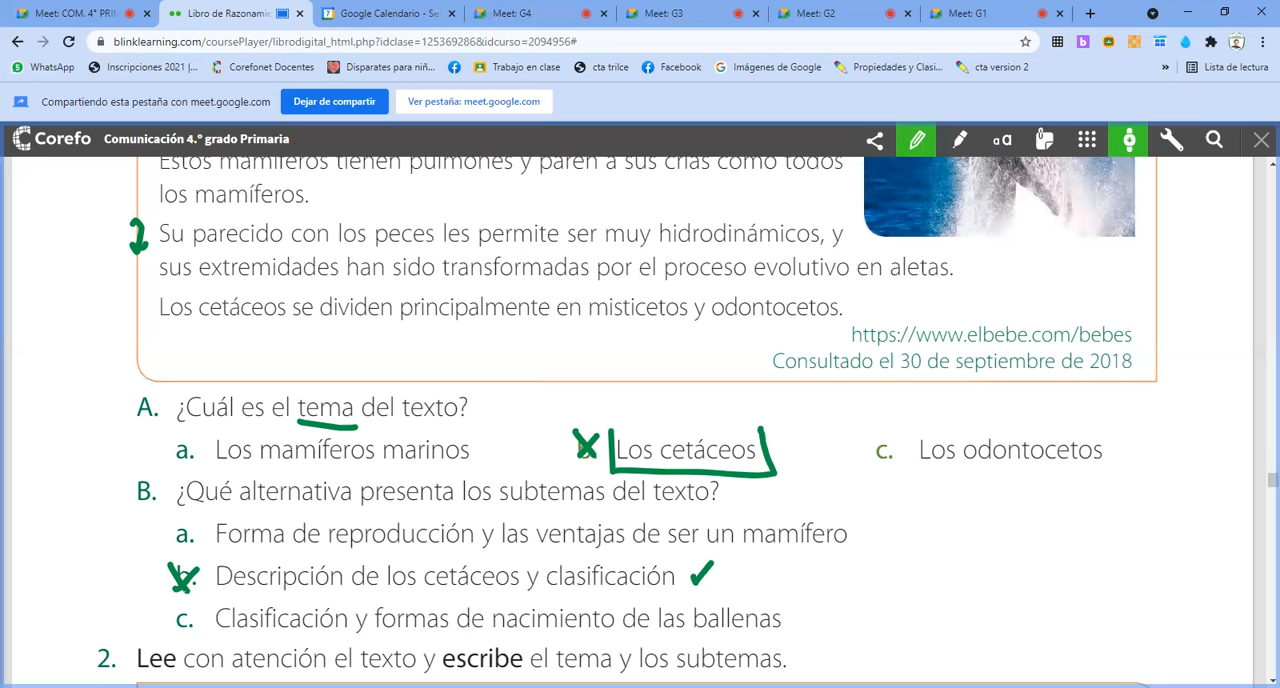 Meet: COM. 4° PRI
Libro de Razonamie
Google Calendario - Se
Meet: G4
Meet: G3
Meet: G2
Meet: G1
blinklearning.com/coursePlayer/librodigital_html.php?idclase=125369286&idcurso=2094956#
WhatsApp
Inscripciones 2021 |...
Corefonet Docentes
Disparates para niñ...
Trabajo en clase
cta trilce
Facebook
Imágenes de Google
Propiedades y Clasi...
cta version 2
»
Lista de lectura
Compartiendo esta pestaña con meet.google.com
Dejar de compartir
Ver pestaña: meet.google.com
Corefo
Comunicación 4.º grado Primaria
aa
Estos mamíferos tienen pulmones y paren a sus crías como todos
los mamíferos.
Su parecido con los peces les permite ser muy hidrodinámicos, y
sus extremidades han sido transformadas por el proceso evolutivo en aletas.
Los cetáceos se dividen principalmente en misticetos y odontocetos.
https://www.elbebe.com/bebes
Consultado el 30 de septiembre de 2018
A. ¿Cuál es el tema del texto?
a. Los mamíferos marinos
Los cetáceos
c. Los odontocetos
B. ¿Qué alternativa presenta los subtemas del texto?
a. Forma de reproducción y las ventajas de ser un mamífero
b. Descripción de los cetáceos y clasificación ✓
c. Clasificación y formas de nacimiento de las ballenas
2. Lee con atención el texto y escribe el tema y los subtemas.